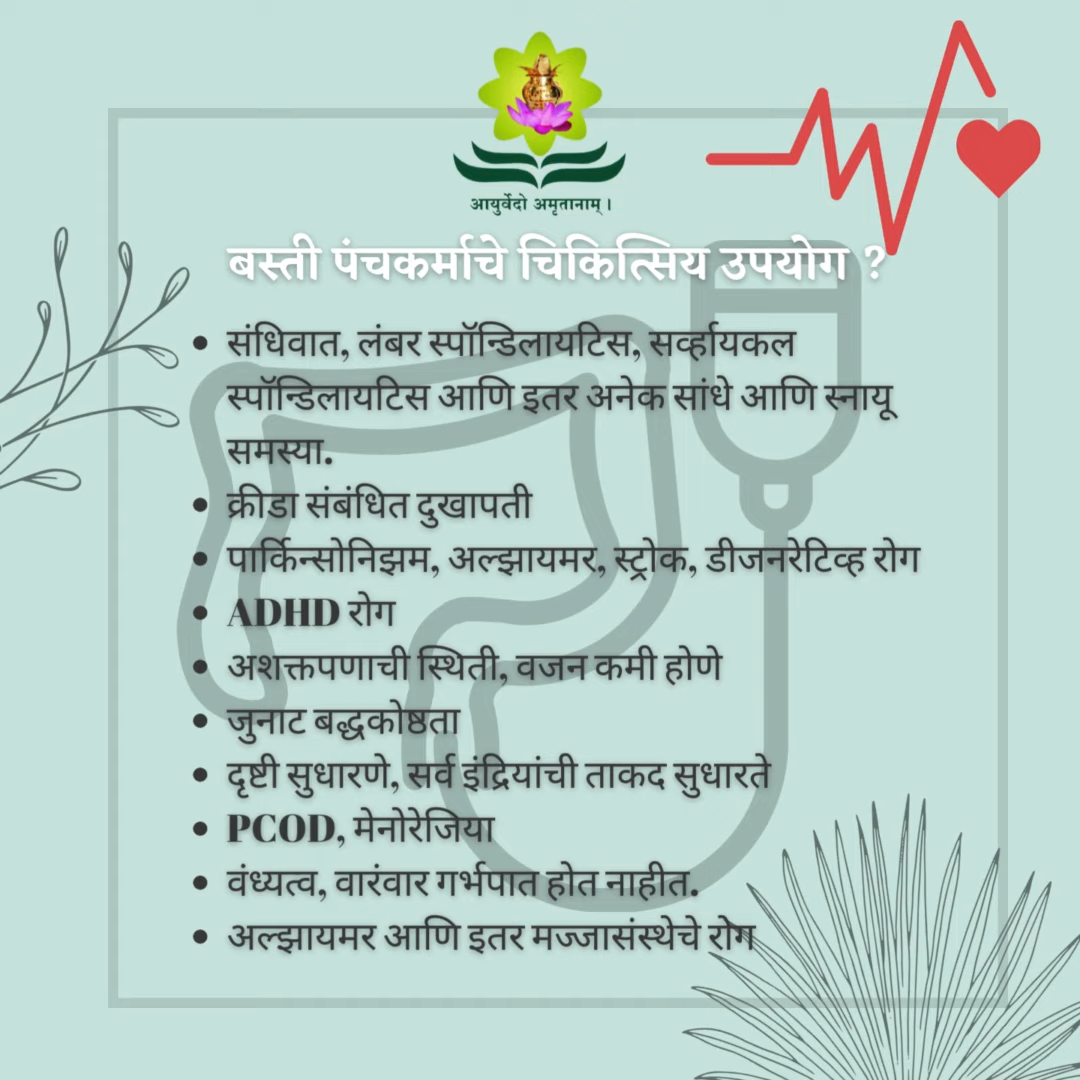 आयुर्वेदो अमृतानाम् ।
बस्ती पंचकर्माचे चिकित्सिय उपयोग ?
• संधिवात, लंबर स्पॉन्डिलायटिस, सर्व्हायकल
स्पॉन्डिलायटिस आणि इतर अनेक सांधे आणि स्नायू
समस्या.
• क्रीडा संबंधित दुखापती
• पार्किन्सोनिझम, अल्झायमर, स्ट्रोक, डीजनरेटिव्ह रोग
• ADHD रोग
• अशक्तपणाची स्थिती, वजन कमी होणे
• जुनाट बद्धकोष्ठता
• दृष्टी सुधारणे, सर्व इंद्रियांची ताकद सुधारते
• PCOD, मेनोरेजिया
• वंध्यत्व, वारंवार गर्भपात होत नाहीत.
• अल्झायमर आणि इतर मज्जासंस्थेचे रोग